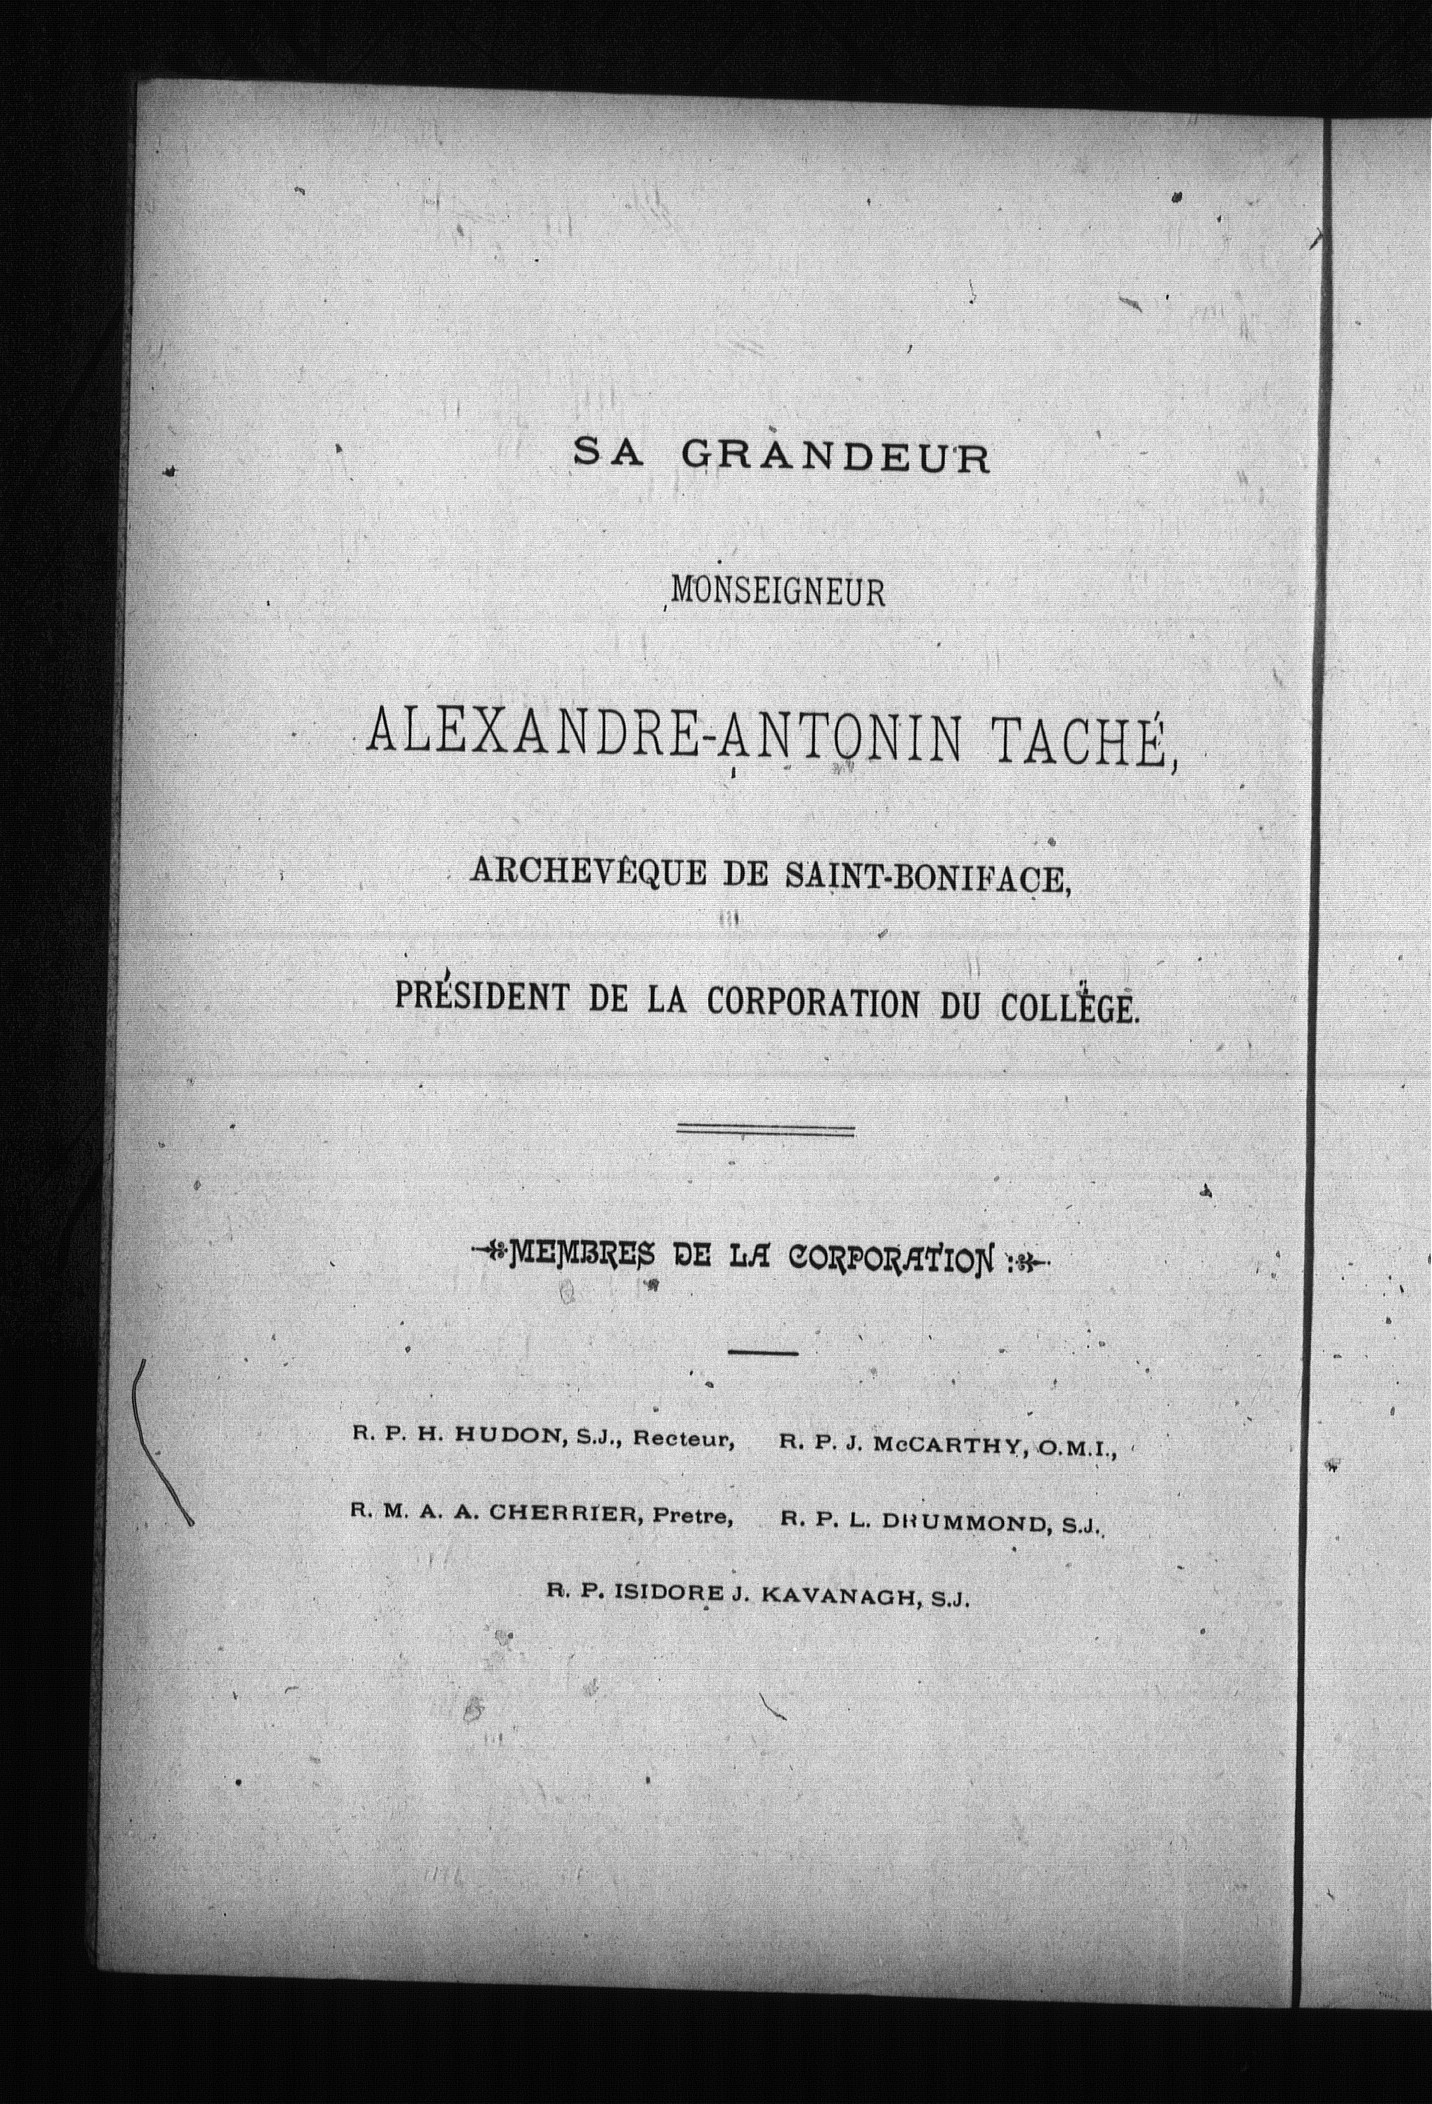 SA GRANDEUR
MONSEIGNEUR
ALEXANDRE-ANTONIN TACHÉ,
ARCHEVÊQUE DE SAINT-BONIFACE,
PRÉSIDENT DE LA CORPORATION DU COLLÈGE.
MEMBRES DE LA CORPORATION :
R. P. H. HUDON, S.J., Recteur, R. P. J. McCARTHY, O.M.I.,
R. M. A. A. CHERRIER, Pretre, R. P. L. DRUMMOND, S.J.,
R. P. ISIDORE J. KAVANAGH, S.J.